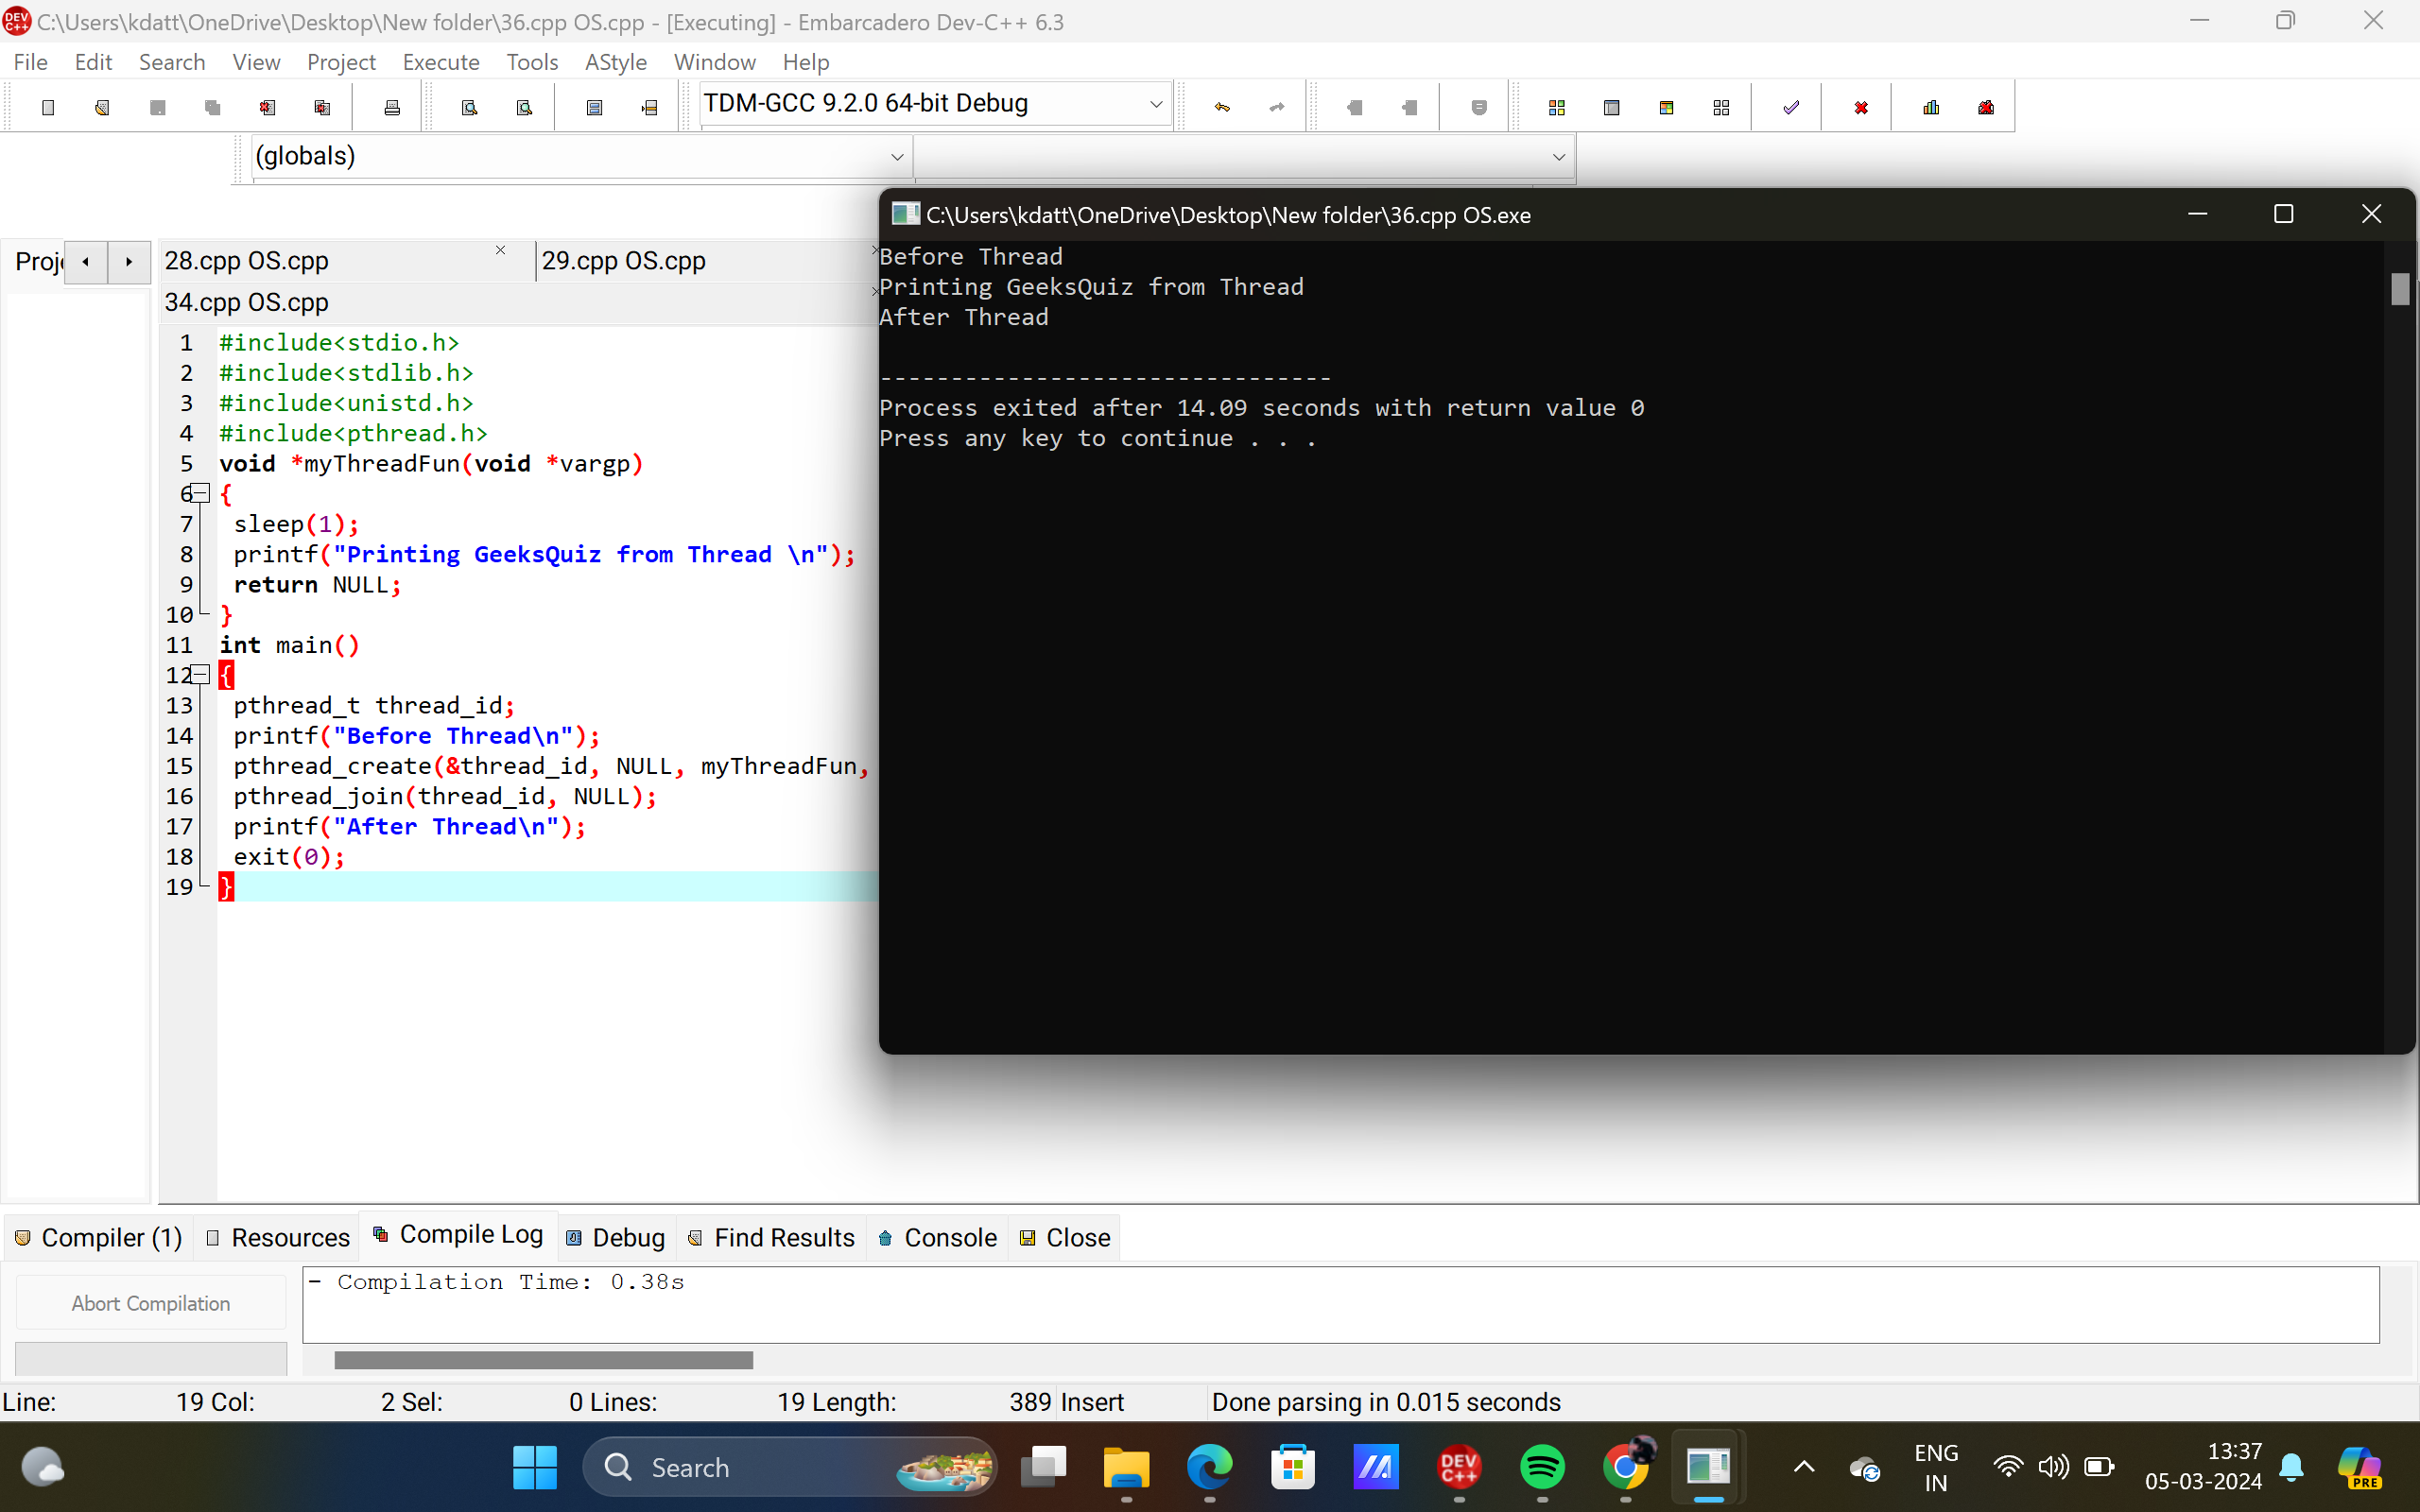 C:\Users\kdatt\OneDrive\Desktop\New folder\36.cpp OS.cpp - [Executing] - Embarcadero Dev-C++ 6.3
File Edit Search View Project Execute Tools AStyle Window Help
TDM-GCC 9.2.0 64-bit Debug
(globals)
C:\Users\kdatt\OneDrive\Desktop\New folder\36.cpp OS.exe
Before Thread
Printing GeeksQuiz from Thread
After Thread
--------------------------------
Process exited after 14.09 seconds with return value 0
Press any key to continue . . .
Proj
28.cpp OS.cpp
29.cpp OS.cpp
34.cpp OS.cpp
1 #include<stdio.h>
2 #include<stdlib.h>
3 #include<unistd.h>
4 #include<pthread.h>
5 void *myThreadFun(void *vargp)
6 {
7 sleep(1);
8 printf("Printing GeeksQuiz from Thread \n");
9 return NULL;
10 }
11 int main()
12 {
13 pthread_t thread_id;
14 printf("Before Thread\n");
15 pthread_create(&thread_id, NULL, myThreadFun,
16 pthread_join(thread_id, NULL);
17 printf("After Thread\n");
18 exit(0);
19 }
Compiler (1) Resources Compile Log Debug Find Results Console Close
Abort Compilation
- Compilation Time: 0.38s
Line: 19 Col: 2 Sel: 0 Lines: 19 Length: 389 Insert Done parsing in 0.015 seconds
Search
DEV C++
ENG
IN
13:37
05-03-2024
PRE